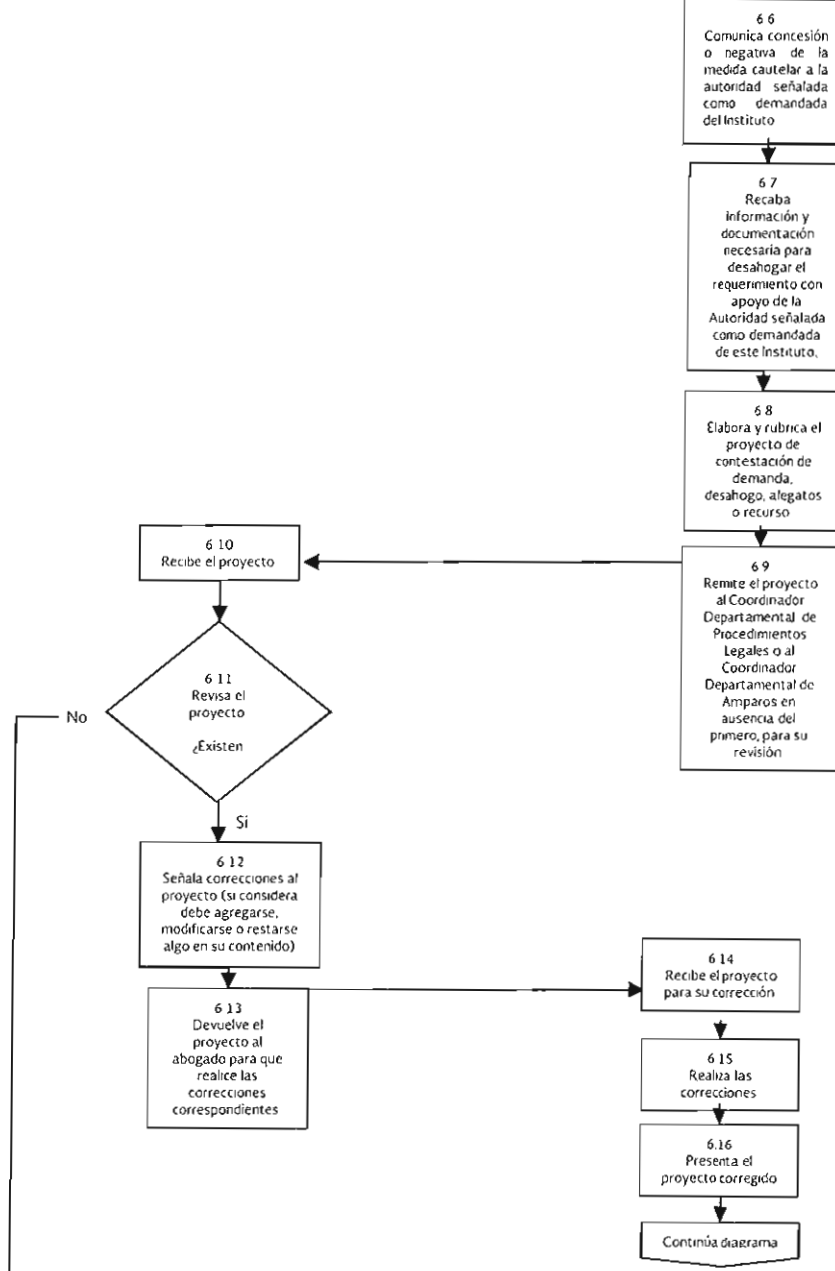 6 6
Comunica concesión
o negativa de la
medida cautelar a la
autoridad señalada
como demandada
del Instituto
6 7
Recaba
información y
documentación
necesaria para
desahogar el
requerimiento con
apoyo de la
Autoridad señalada
como demandada
de este Instituto.
6 8
Elabora y rubrica el
proyecto de
contestación de
demanda,
desahogo, alegatos
o recurso
6 9
Remite el proyecto
al Coordinador
Departamental de
Procedimientos
Legales o al
Coordinador
Departamental de
Amparos en
ausencia del
primero, para su
revisión
6 10
Recibe el proyecto
6 11
Revisa el
proyecto
¿Existen
No
Sí
6 12
Señala correcciones al
proyecto (si considera
debe agregarse,
modificarse o restarse
algo en su contenido)
6 13
Devuelve el
proyecto al
abogado para que
realice las
correcciones
correspondientes
6 14
Recibe el proyecto
para su corrección
6 15
Realiza las
correcciones
6.16
Presenta el
proyecto corregido
Continúa diagrama